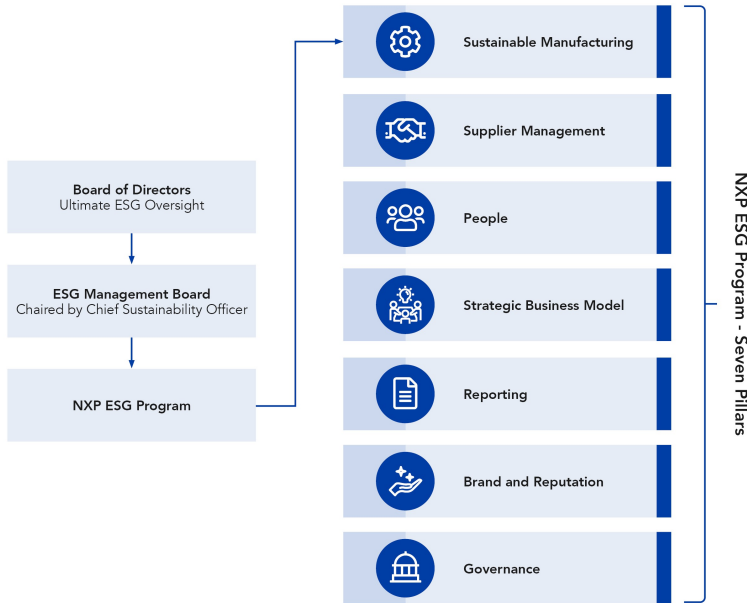 Board of Directors
Ultimate ESG Oversight
ESG Management Board
Chaired by Chief Sustainability Officer
NXP ESG Program
Sustainable Manufacturing
Supplier Management
People
Strategic Business Model
Reporting
Brand and Reputation
Governance
NXP ESG Program - Seven Pillars